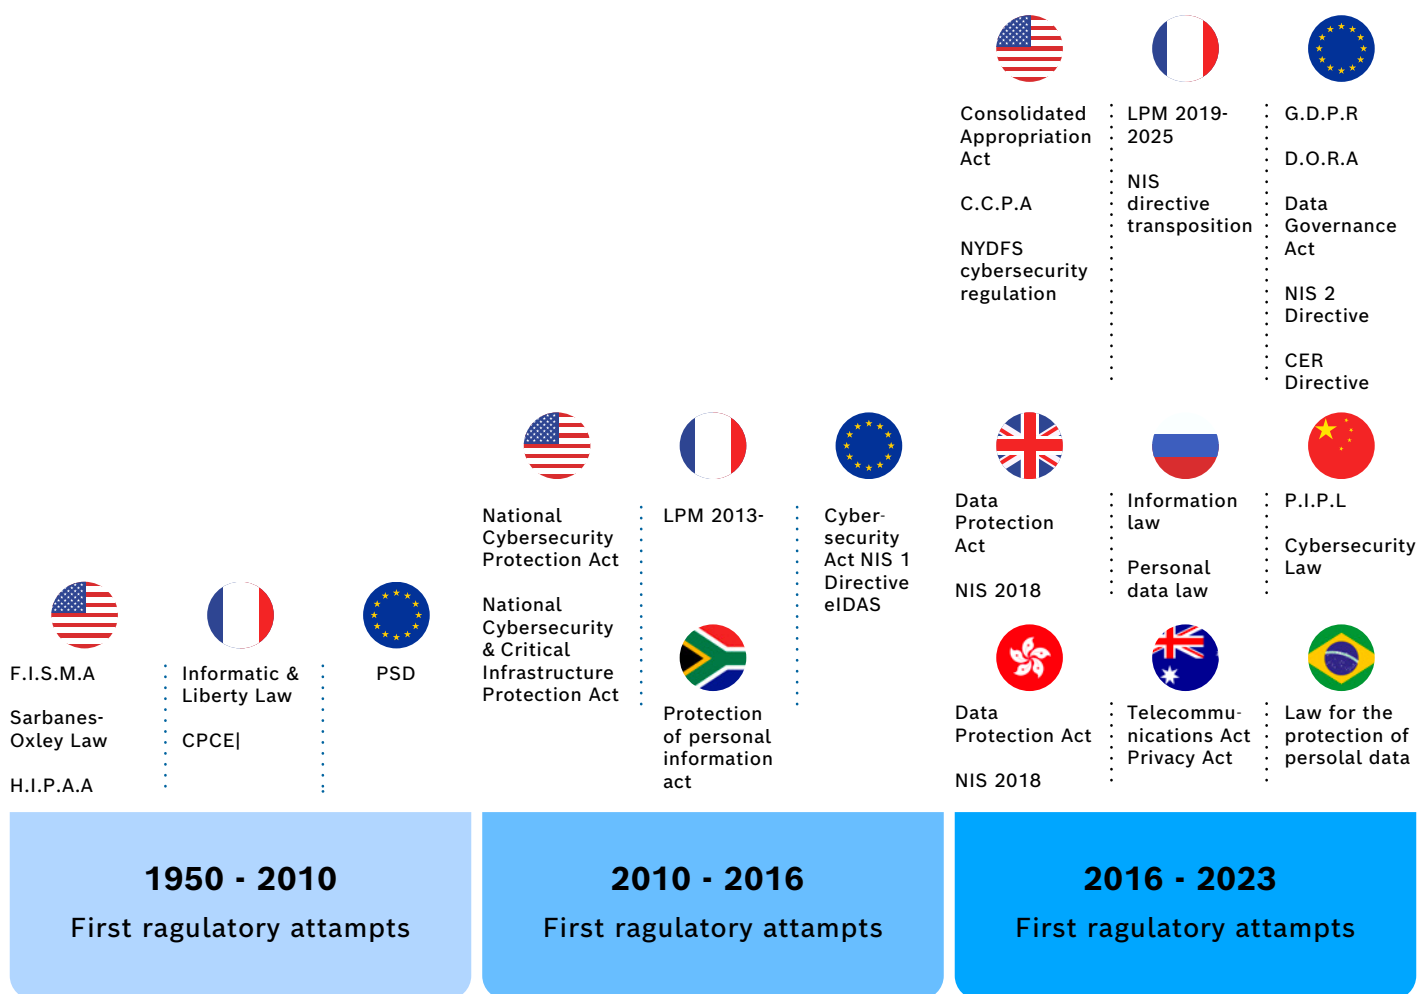 Consolidated
Appropriation
Act
C.C.P.A
NYDFS
cybersecurity
regulation
LPM 2019-
2025
NIS
directive
transposition
G.D.P.R
D.O.R.A
Data
Governance
Act
NIS 2
Directive
CER
Directive
National
Cybersecurity
Protection Act
National
Cybersecurity
& Critical
Infrastructure
Protection Act
LPM 2013-
Protection
of personal
information
act
Cyber-
security
Act NIS 1
Directive
eIDAS
Data
Protection
Act
NIS 2018
Information
law
Personal
data law
P.I.P.L
Cybersecurity
Law
F.I.S.M.A
Sarbanes-
Oxley Law
H.I.P.A.A
Informatic &
Liberty Law
CPCE|
PSD
Data
Protection Act
NIS 2018
Telecommu-
nications Act
Privacy Act
Law for the
protection of
persolal data
1950 - 2010
First ragulatory attampts
2010 - 2016
First ragulatory attampts
2016 - 2023
First ragulatory attampts